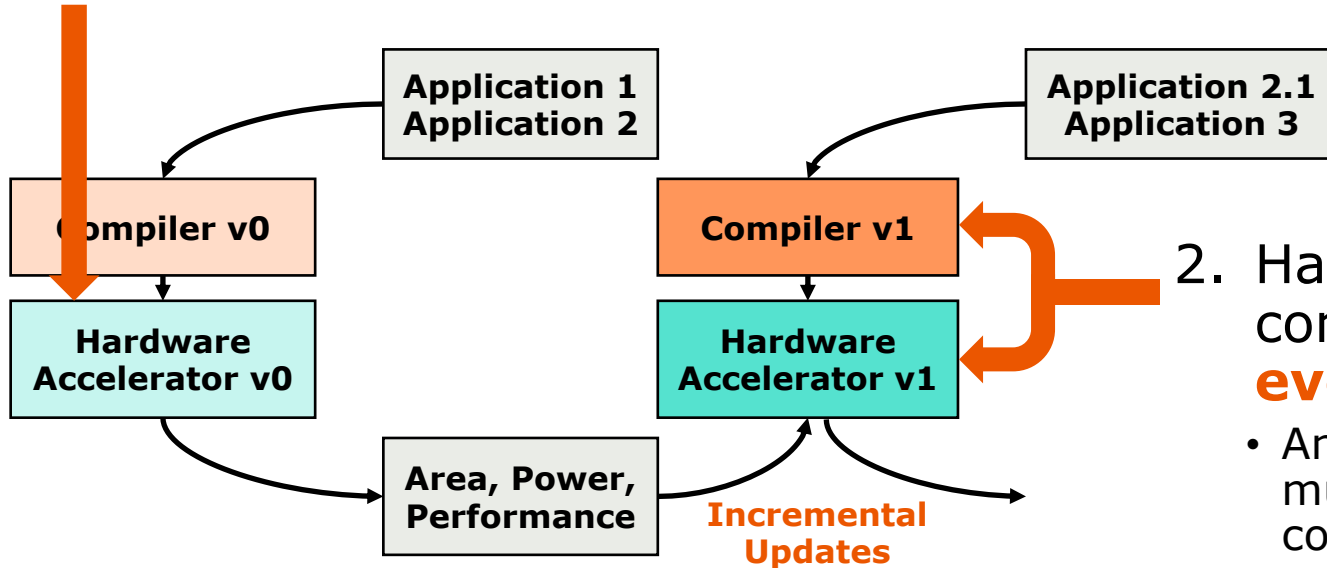 Application 1
Application 2
Application 2.1
Application 3
Compiler v0
Compiler v1
Hardware
Accelerator v0
Hardware
Accelerator v1
Area, Power,
Performance
Incremental
Updates
2.